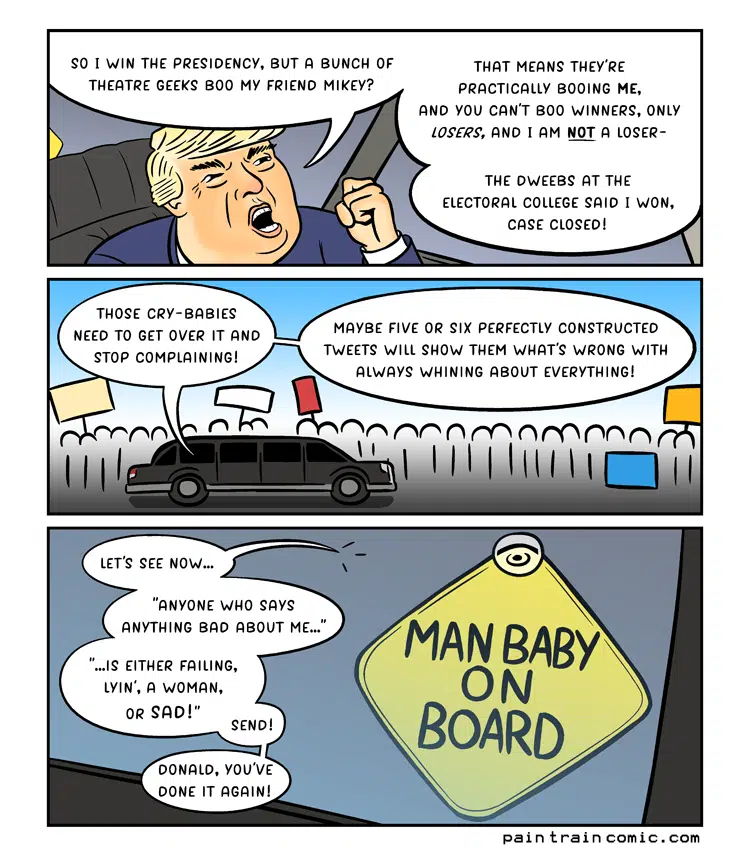 SO I WIN THE PRESIDENCY, BUT A BUNCH OF
THEATRE GEEKS BOO MY FRIEND MIKEY?
THAT MEANS THEY'RE
PRACTICALLY BOOING ME,
AND YOU CAN'T BOO WINNERS, ONLY
LOSERS, AND I AM NOT A LOSER-
THE DWEEBS AT THE
ELECTORAL COLLEGE SAID I WON,
CASE CLOSED!
THOSE CRY-BABIES
NEED TO GET OVER IT AND
STOP COMPLAINING!
MAYBE FIVE OR SIX PERFECTLY CONSTRUCTED
TWEETS WILL SHOW THEM WHAT'S WRONG WITH
ALWAYS WHINING ABOUT EVERYTHING!
LET'S SEE NOW...
"ANYONE WHO SAYS
ANYTHING BAD ABOUT ME..."
"...IS EITHER FAILING,
LYIN', A WOMAN,
OR SAD!"
SEND!
DONALD, YOU'VE
DONE IT AGAIN!
MAN BABY
ON
BOARD
paintraincomic.com